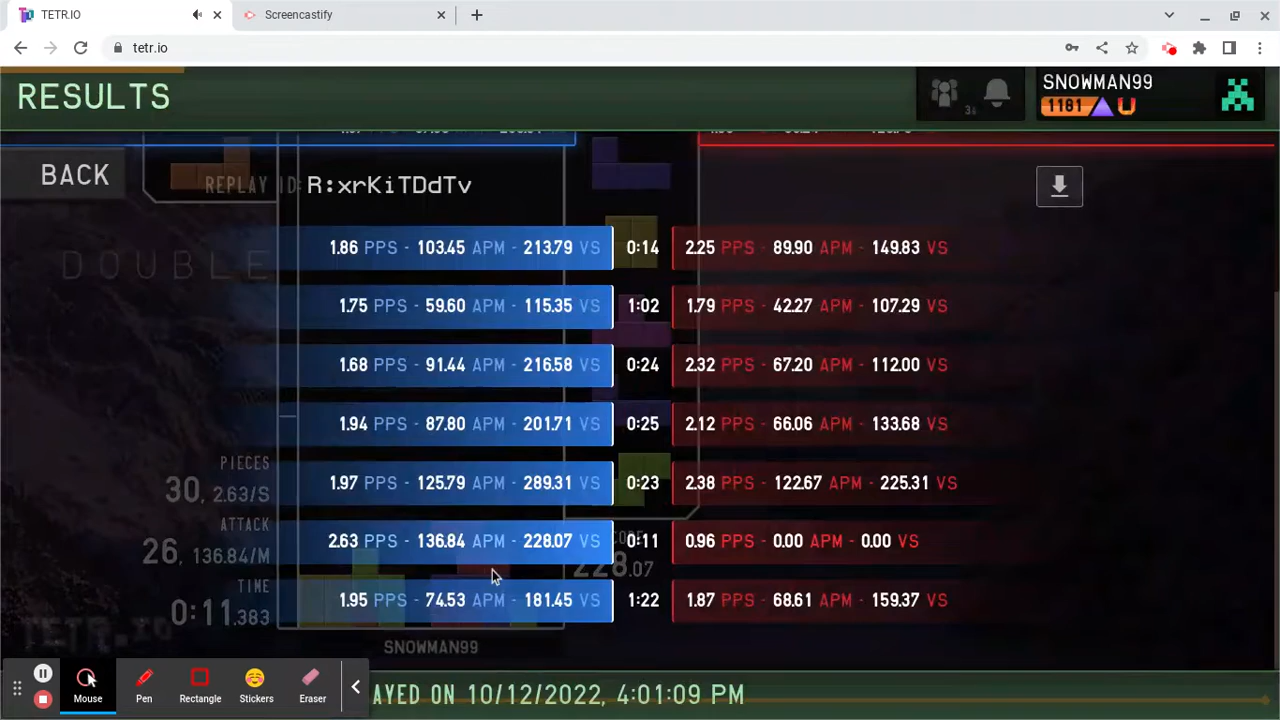 TETR.IO
Screencastify
tetr.io
RESULTS
SNOWMAN99
1181
BACK
REPLAY ID: R:xrKiTDdTv
DOUBLE
1.86 PPS - 103.45 APM - 213.79 VS 0:14 2.25 PPS - 89.90 APM - 149.83 VS
1.75 PPS - 59.60 APM - 115.35 VS 1:02 1.79 PPS - 42.27 APM - 107.29 VS
1.68 PPS - 91.44 APM - 216.58 VS 0:24 2.32 PPS - 67.20 APM - 112.00 VS
1.94 PPS - 87.80 APM - 201.71 VS 0:25 2.12 PPS - 66.06 APM - 133.68 VS
PIECES
30, 2.63/S
1.97 PPS - 125.79 APM - 289.31 VS 0:23 2.38 PPS - 122.67 APM - 225.31 VS
ATTACK
26, 136.84/M
2.63 PPS - 136.84 APM - 228.07 VS 0:11 0.96 PPS - 0.00 APM - 0.00 VS
228.07
TIME
0:11.383
1.95 PPS - 74.53 APM - 181.45 VS 1:22 1.87 PPS - 68.61 APM - 159.37 VS
TETR.IO
SNOWMAN99
Mouse
Pen
Rectangle
Stickers
Eraser
AYED ON 10/12/2022, 4:01:09 PM